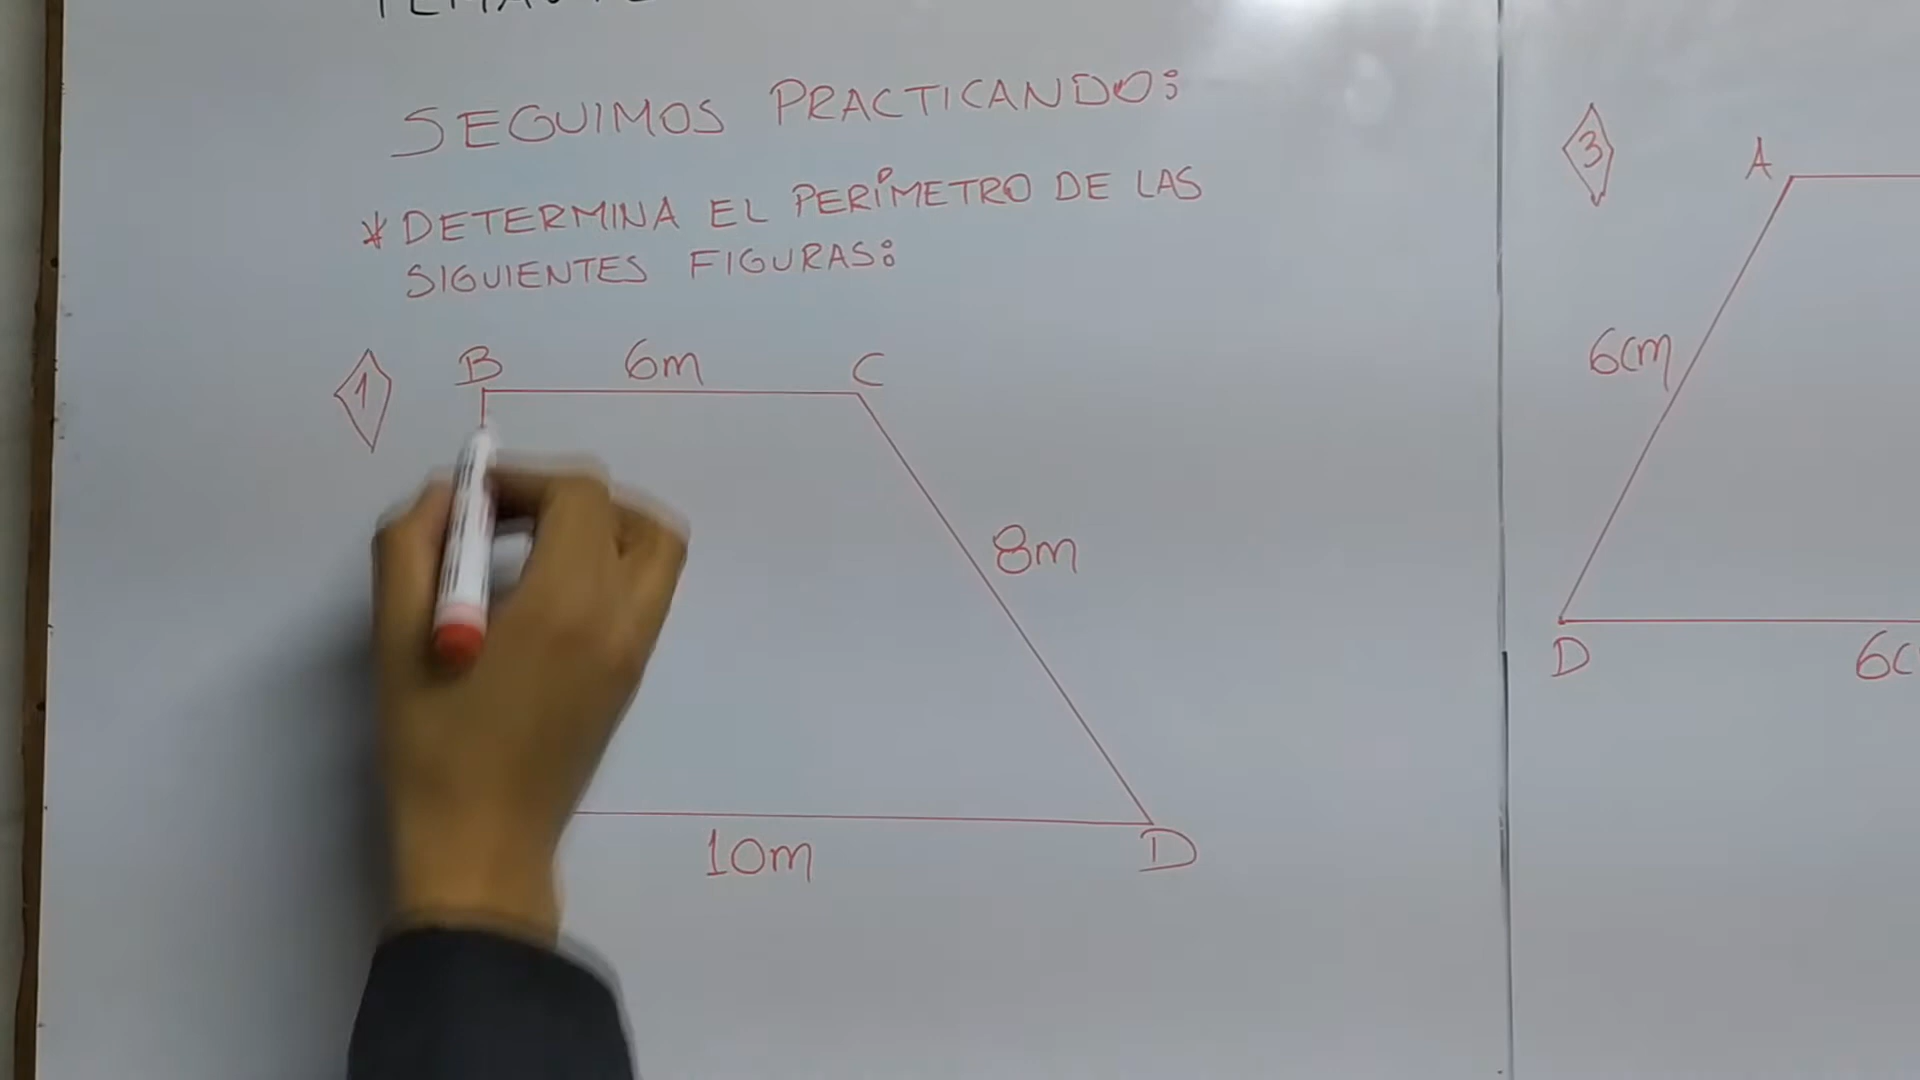 SEGUIMOS PRACTICANDO:
* DETERMINA EL PERÍMETRO DE LAS
SIGUIENTES FIGURAS:
1
B 6m C
8m
10m
D
3
A
6cm
D